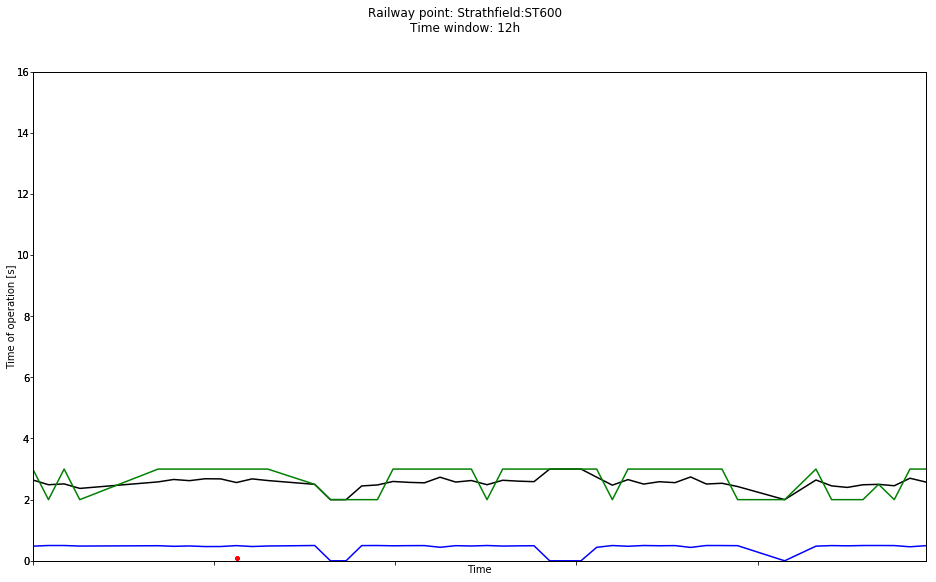 Railway point: Strathfield:ST600
Time window: 12h
16
14
12
10
8
6
4
2
0
Time of operation [s]
Time